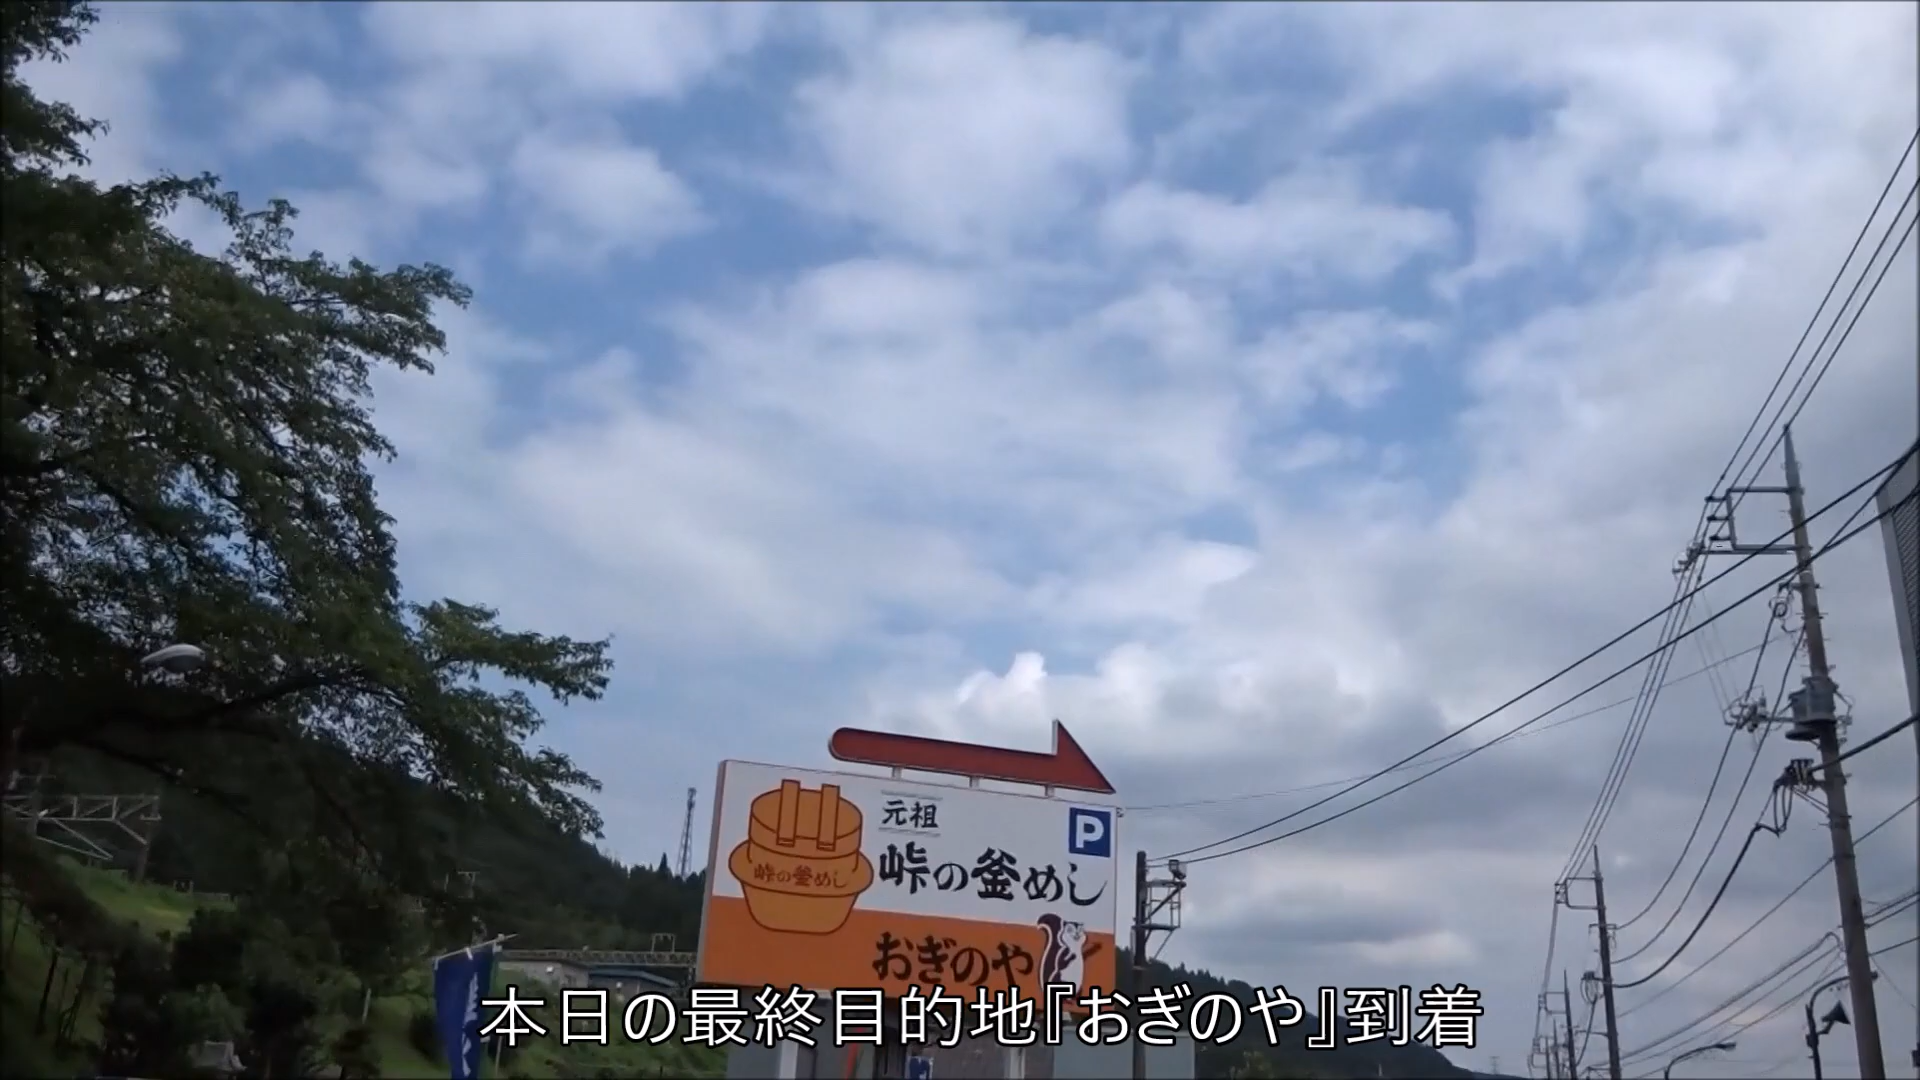 元祖
P
峠の釜めし
峠の釜めし
おぎのや
本日の最終目的地『おぎのや』到着